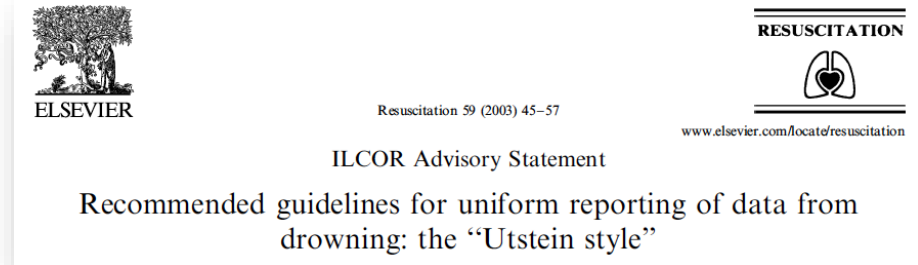 RESUSCITATION
ELSEVIER
Resuscitation 59 (2003) 45–57
www.elsevier.com/locate/resuscitation
ILCOR Advisory Statement
Recommended guidelines for uniform reporting of data from
drowning: the ‘‘Utstein style’’